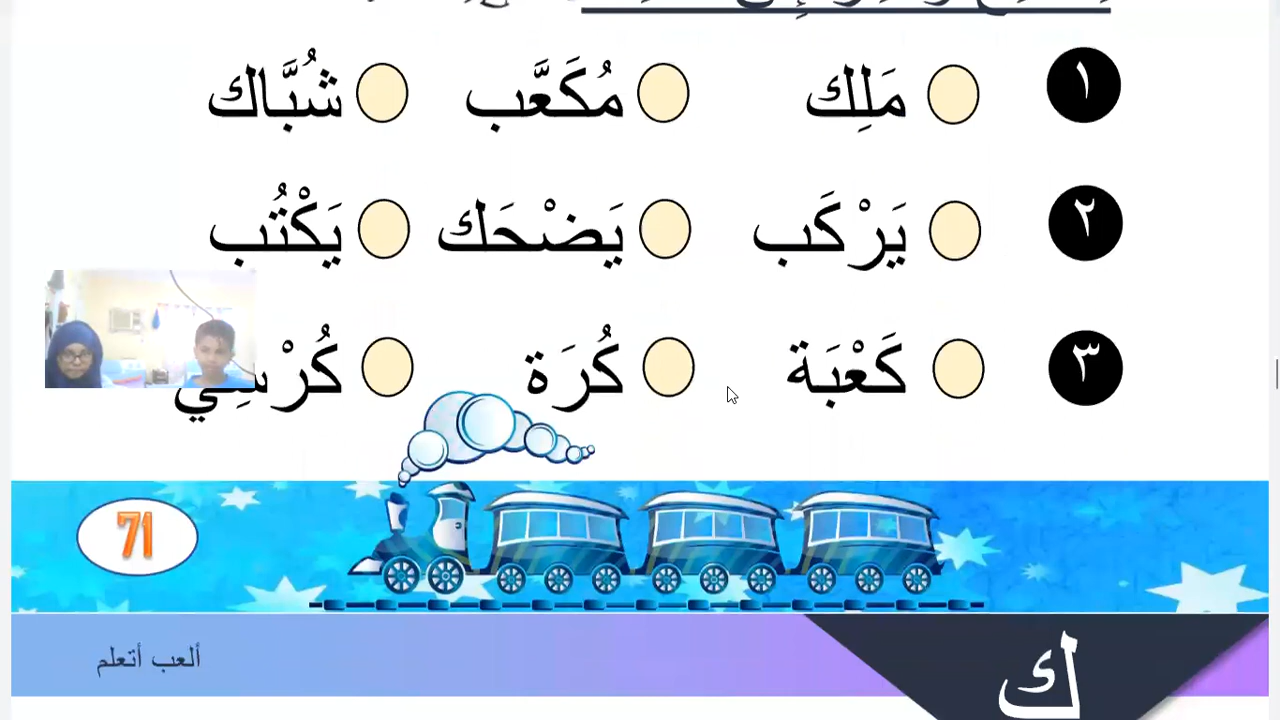 ١ مَلِك مُكَعَّب شُبَّاك
٢ يَرْكَب يَضْحَك يَكْتُب
٣ كَعْبَة كُرَة كُرْسِي
71
ألعب أتعلم
ك